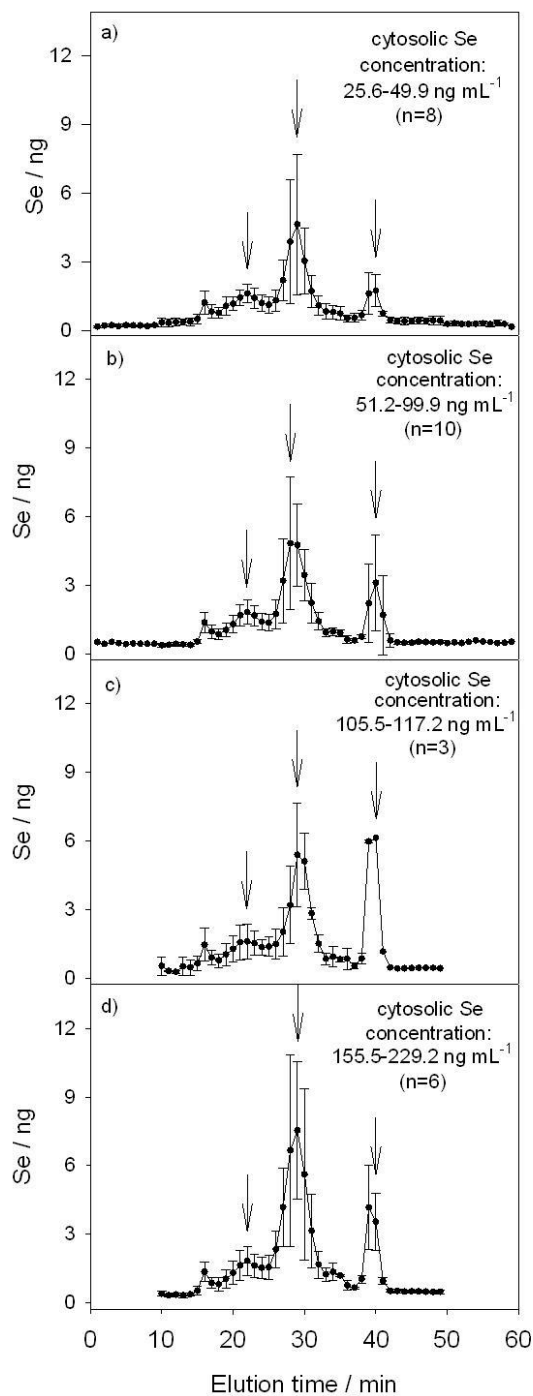 a)
cytosolic Se
concentration:
25.6-49.9 ng mL⁻¹
(n=8)
12
9
6
3
0
Se / ng
b)
cytosolic Se
concentration:
51.2-99.9 ng mL⁻¹
(n=10)
12
9
6
3
0
Se / ng
c)
cytosolic Se
concentration:
105.5-117.2 ng mL⁻¹
(n=3)
12
9
6
3
0
Se / ng
d)
cytosolic Se
concentration:
155.5-229.2 ng mL⁻¹
(n=6)
12
9
6
3
0
Se / ng
0 10 20 30 40 50 60
Elution time / min